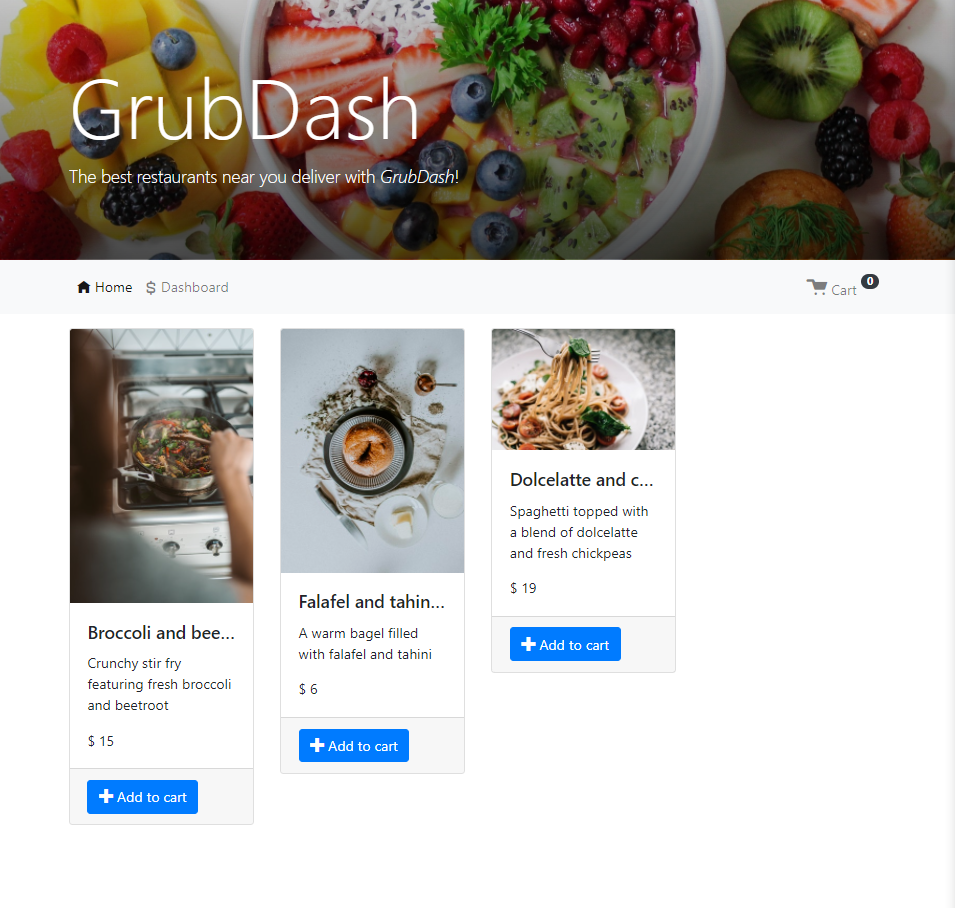 GrubDash
The best restaurants near you deliver with GrubDash!
Home
Dashboard
Cart 0
Broccoli and bee...
Crunchy stir fry
featuring fresh broccoli
and beetroot
$ 15
Add to cart
Falafel and tahin...
A warm bagel filled
with falafel and tahini
$ 6
Add to cart
Dolcelatte and c...
Spaghetti topped with
a blend of dolcelatte
and fresh chickpeas
$ 19
Add to cart